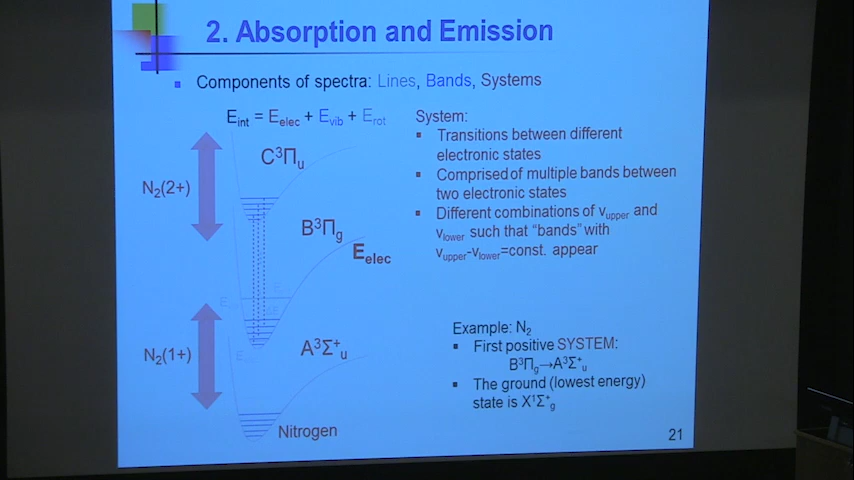 2. Absorption and Emission
Components of spectra: Lines, Bands, Systems
E_int = E_elec + E_vib + E_rot
C³Πᵤ
N₂(2+)
B³Π_g
E_elec
N₂(1+)
A³Σ⁺ᵤ
Nitrogen
System:
Transitions between different
electronic states
Comprised of multiple bands between
two electronic states
Different combinations of v_upper and
v_lower such that “bands” with
v_upper-v_lower=const. appear
Example: N₂
First positive SYSTEM:
B³Π_g→A³Σ⁺ᵤ
The ground (lowest energy)
state is X¹Σ⁺_g
21